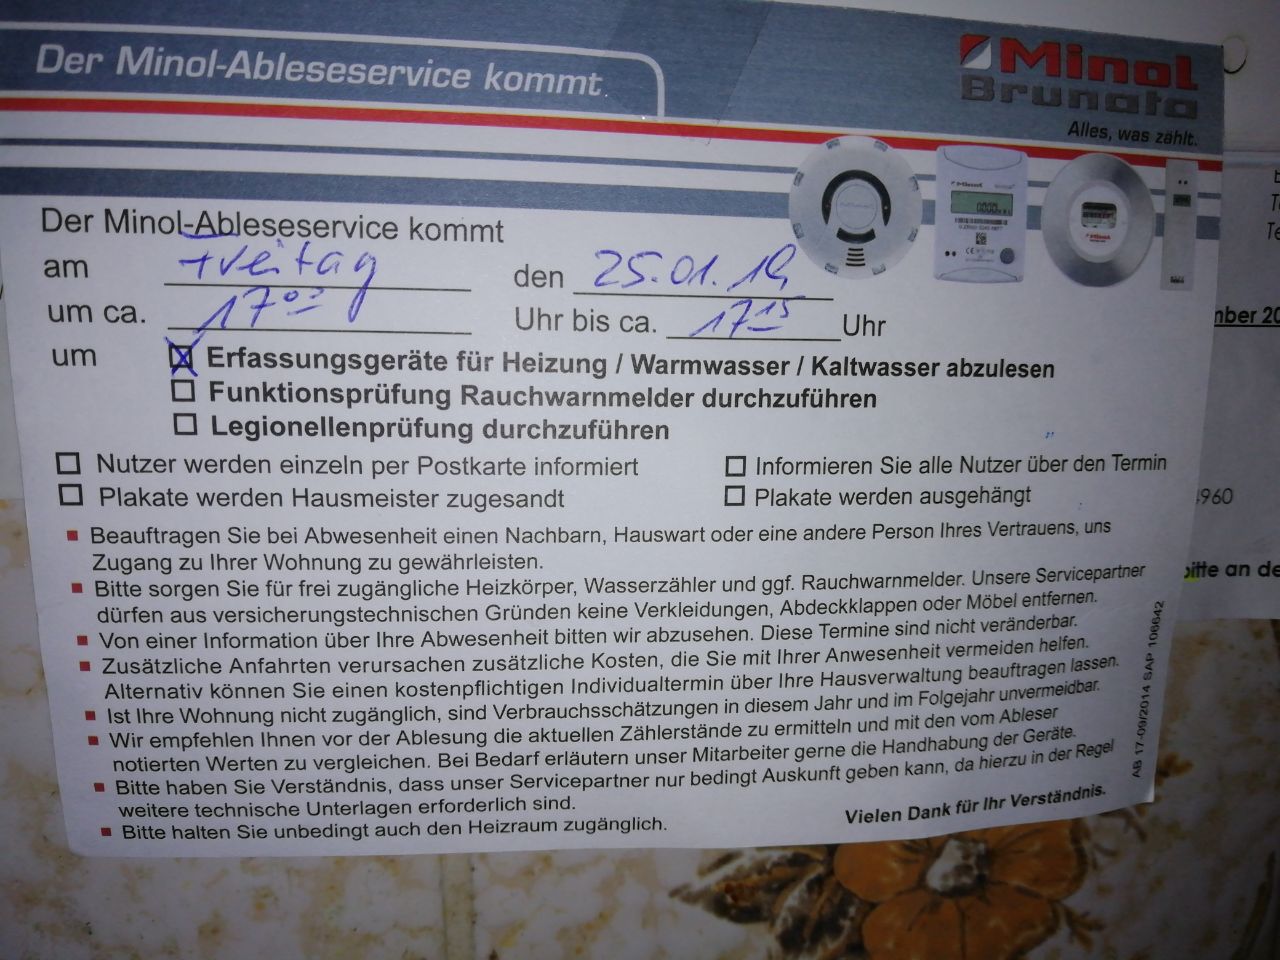 Der Minol-Ableseservice kommt
Minol
Brunata
Alles, was zählt.
Der Minol-Ableseservice kommt
am Freitag den 25.01.19
um ca. 17⁰⁰ Uhr bis ca. 17¹⁵ Uhr
um ☒ Erfassungsgeräte für Heizung / Warmwasser / Kaltwasser abzulesen
☐ Funktionsprüfung Rauchwarnmelder durchzuführen
☐ Legionellenprüfung durchzuführen
☐ Nutzer werden einzeln per Postkarte informiert ☐ Informieren Sie alle Nutzer über den Termin
☐ Plakate werden Hausmeister zugesandt ☐ Plakate werden ausgehängt
Beauftragen Sie bei Abwesenheit einen Nachbarn, Hauswart oder eine andere Person Ihres Vertrauens, uns
Zugang zu Ihrer Wohnung zu gewährleisten.
Bitte sorgen Sie für frei zugängliche Heizkörper, Wasserzähler und ggf. Rauchwarnmelder. Unsere Servicepartner
dürfen aus versicherungstechnischen Gründen keine Verkleidungen, Abdeckklappen oder Möbel entfernen.
Von einer Information über Ihre Abwesenheit bitten wir abzusehen. Diese Termine sind nicht veränderbar.
Zusätzliche Anfahrten verursachen zusätzliche Kosten, die Sie mit Ihrer Anwesenheit vermeiden helfen.
Alternativ können Sie einen kostenpflichtigen Individualtermin über Ihre Hausverwaltung beauftragen lassen.
Ist Ihre Wohnung nicht zugänglich, sind Verbrauchsschätzungen in diesem Jahr und im Folgejahr unvermeidbar.
Wir empfehlen Ihnen vor der Ablesung die aktuellen Zählerstände zu ermitteln und mit den vom Ableser
notierten Werten zu vergleichen. Bei Bedarf erläutern unser Mitarbeiter gerne die Handhabung der Geräte.
Bitte haben Sie Verständnis, dass unser Servicepartner nur bedingt Auskunft geben kann, da hierzu in der Regel
weitere technische Unterlagen erforderlich sind.
Bitte halten Sie unbedingt auch den Heizraum zugänglich.
Vielen Dank für Ihr Verständnis.
AB 17-09/2014 SAP 106642
4960
bitte an de